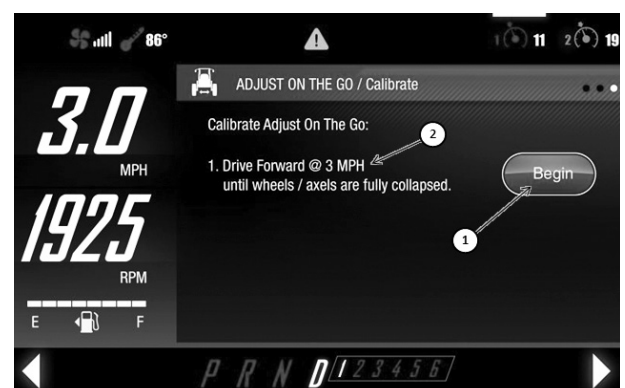 86°
1 11 2 19
ADJUST ON THE GO / Calibrate
3.0
MPH
Calibrate Adjust On The Go:
2
1. Drive Forward @ 3 MPH
until wheels / axels are fully collapsed.
Begin
1
1925
RPM
E F
P R N D 1 2 3 4 5 6